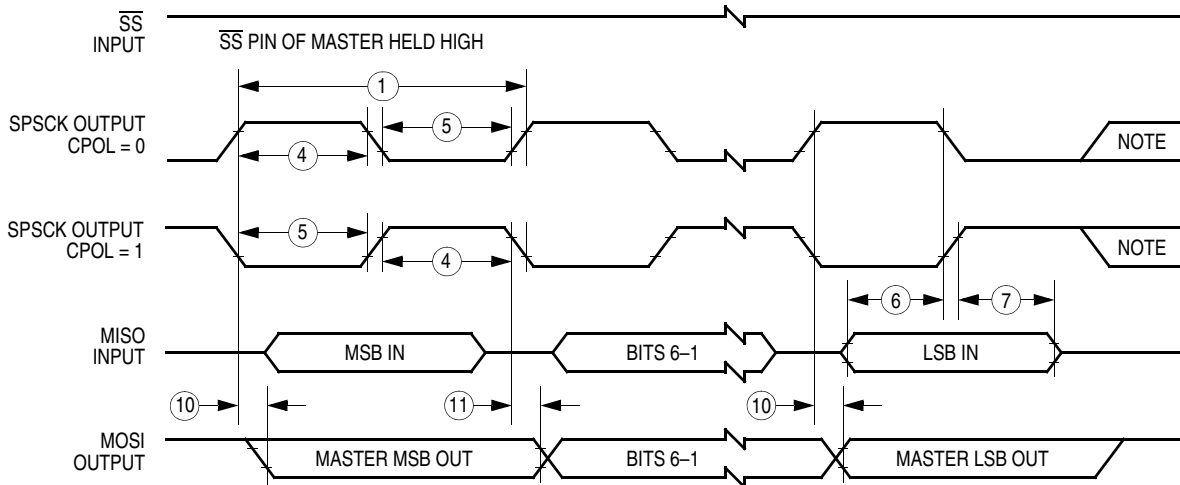 SS
INPUT
SS PIN OF MASTER HELD HIGH
1
SPSCK OUTPUT
CPOL = 0
5
4
NOTE
SPSCK OUTPUT
CPOL = 1
5
4
NOTE
6
7
MISO
INPUT
MSB IN
BITS 6–1
LSB IN
10
11
10
MOSI
OUTPUT
MASTER MSB OUT
BITS 6–1
MASTER LSB OUT